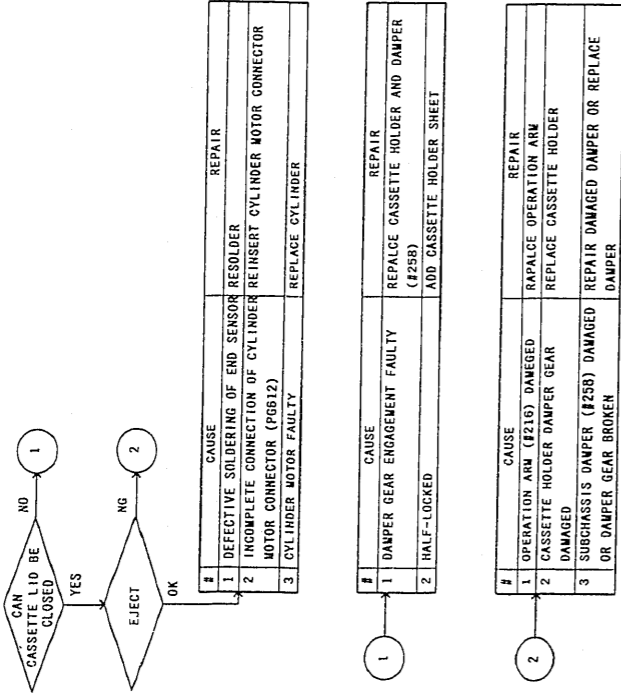 CAN
CASSETTE LID BE
CLOSED
NO
1
YES
EJECT
NG
2
OK
# CAUSE REPAIR
1 DEFECTIVE SOLDERING OF END SENSOR RESOLDER
2 INCOMPLETE CONNECTION OF CYLINDER REINSERT CYLINDER MOTOR CONNECTOR
MOTOR CONNECTOR (PG612)
3 CYLINDER MOTOR FAULTY REPLACE CYLINDER
1
# CAUSE REPAIR
1 DAMPER GEAR ENGAGEMENT FAULTY REPALCE CASSETTE HOLDER AND DAMPER
(#258)
2 HALF-LOCKED ADD CASSETTE HOLDER SHEET
2
# CAUSE REPAIR
1 OPERATION ARM (#216) DAMEGED RAPALCE OPERATION ARM
2 CASSETTE HOLDER DAMPER GEAR REPLACE CASSETTE HOLDER
DAMAGED
3 SUBCHASSIS DAMPER (#258) DAMAGED REPAIR DAMAGED DAMPER OR REPLACE
OR DAMPER GEAR BROKEN DAMPER